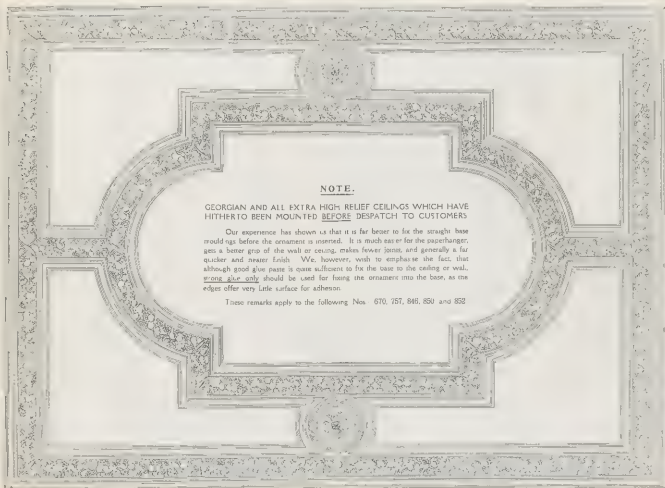 NOTE.
GEORGIAN AND ALL EXTRA HIGH RELIEF CEILINGS WHICH HAVE
HITHERTO BEEN MOUNTED BEFORE DESPATCH TO CUSTOMERS
Our experience has shown us that it is far better to fix the straight base
mouldings before the ornament is inserted. It is much easier for the paperhanger,
gets a better grip of the wall or ceiling, makes fewer joints, and generally a far
quicker and neater finish. We, however, wish to emphasise the fact, that
although good glue paste is quite sufficient to fix the base to the ceiling or wall,
strong glue only should be used for fixing the ornament into the base, as the
edges offer very little surface for adhesion.
These remarks apply to the following Nos. 670, 757, 846, 850 and 852